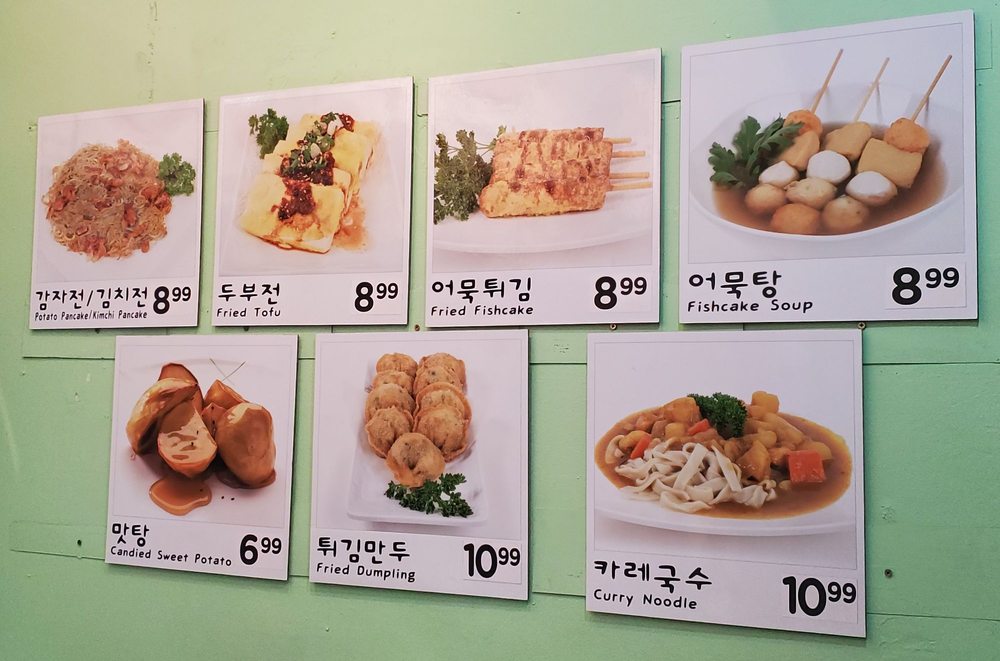 감자전/김치전 8.99
Potato Pancake/Kimchi Pancake
두부전 8.99
Fried Tofu
어묵튀김 8.99
Fried Fishcake
어묵탕 8.99
Fishcake Soup
맛탕 6.99
Candied Sweet Potato
튀김만두 10.99
Fried Dumpling
카레국수 10.99
Curry Noodle